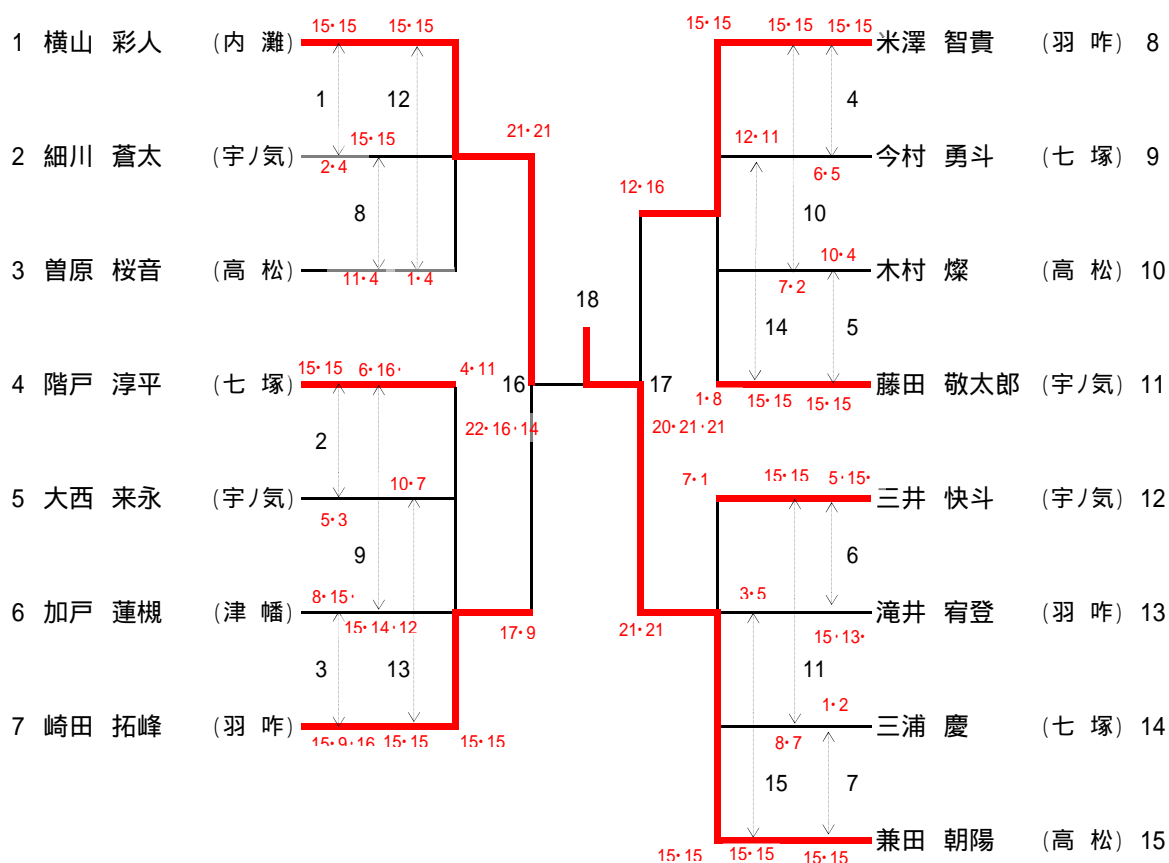 15・15 15・15 15・15 15・15 15・15
1 横山 彩人 (内 灘) 米澤 智貴 (羽 咋) 8
1 12 4
15・15 21・21 12・11
2 細川 蒼太 (宇ノ気) 今村 勇斗 (七 塚) 9
2・4 6・5
12・16
8 10
10・4
3 曽原 桜音 (高 松) 木村 燦 (高 松) 10
11・4 1・4 7・2
18
14 5
15・15 6・16・ 4・11
4 階戸 淳平 (七 塚) 16 17 藤田 敬太郎 (宇ノ気) 11
1・8 15・15 15・15
22・16・14 20・21・21
2
10・7 7・1 15・15 5・15・
5 大西 来永 (宇ノ気) 三井 快斗 (宇ノ気) 12
5・3
9 6
8・15・ 3・5
6 加戸 蓮槻 (津 幡) 滝井 宥登 (羽 咋) 13
15・14・12 17・9 21・21 15・13・
3 13 11
1・2
7 崎田 拓峰 (羽 咋) 三浦 慶 (七 塚) 14
15・9・16 15・15 15・15 8・7
15 7
兼田 朝陽 (高 松) 15
15・15 15・15 15・15